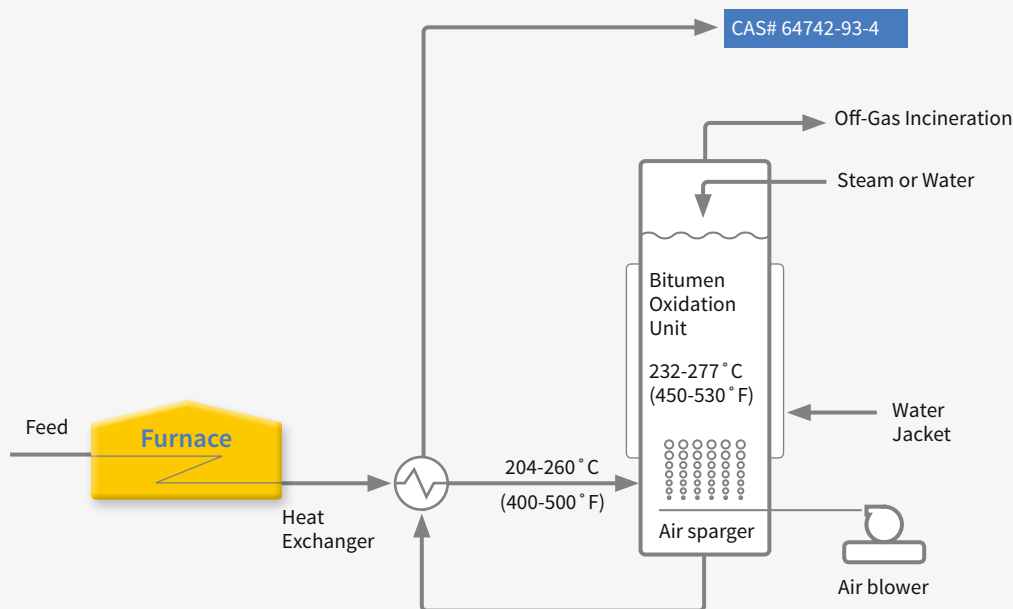 CAS# 64742-93-4
Off-Gas Incineration
Steam or Water
Bitumen
Oxidation
Unit
232-277˚C
(450-530˚F)
Feed
Furnace
Water
Jacket
204-260˚C
(400-500˚F)
Heat
Exchanger
Air sparger
Air blower